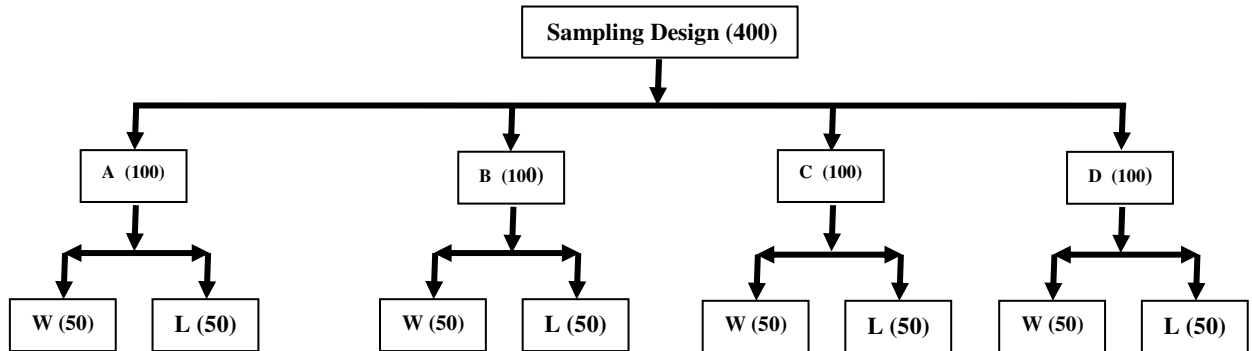 Sampling Design (400)
A (100)
B (100)
C (100)
D (100)
W (50)
L (50)
W (50)
L (50)
W (50)
L (50)
W (50)
L (50)